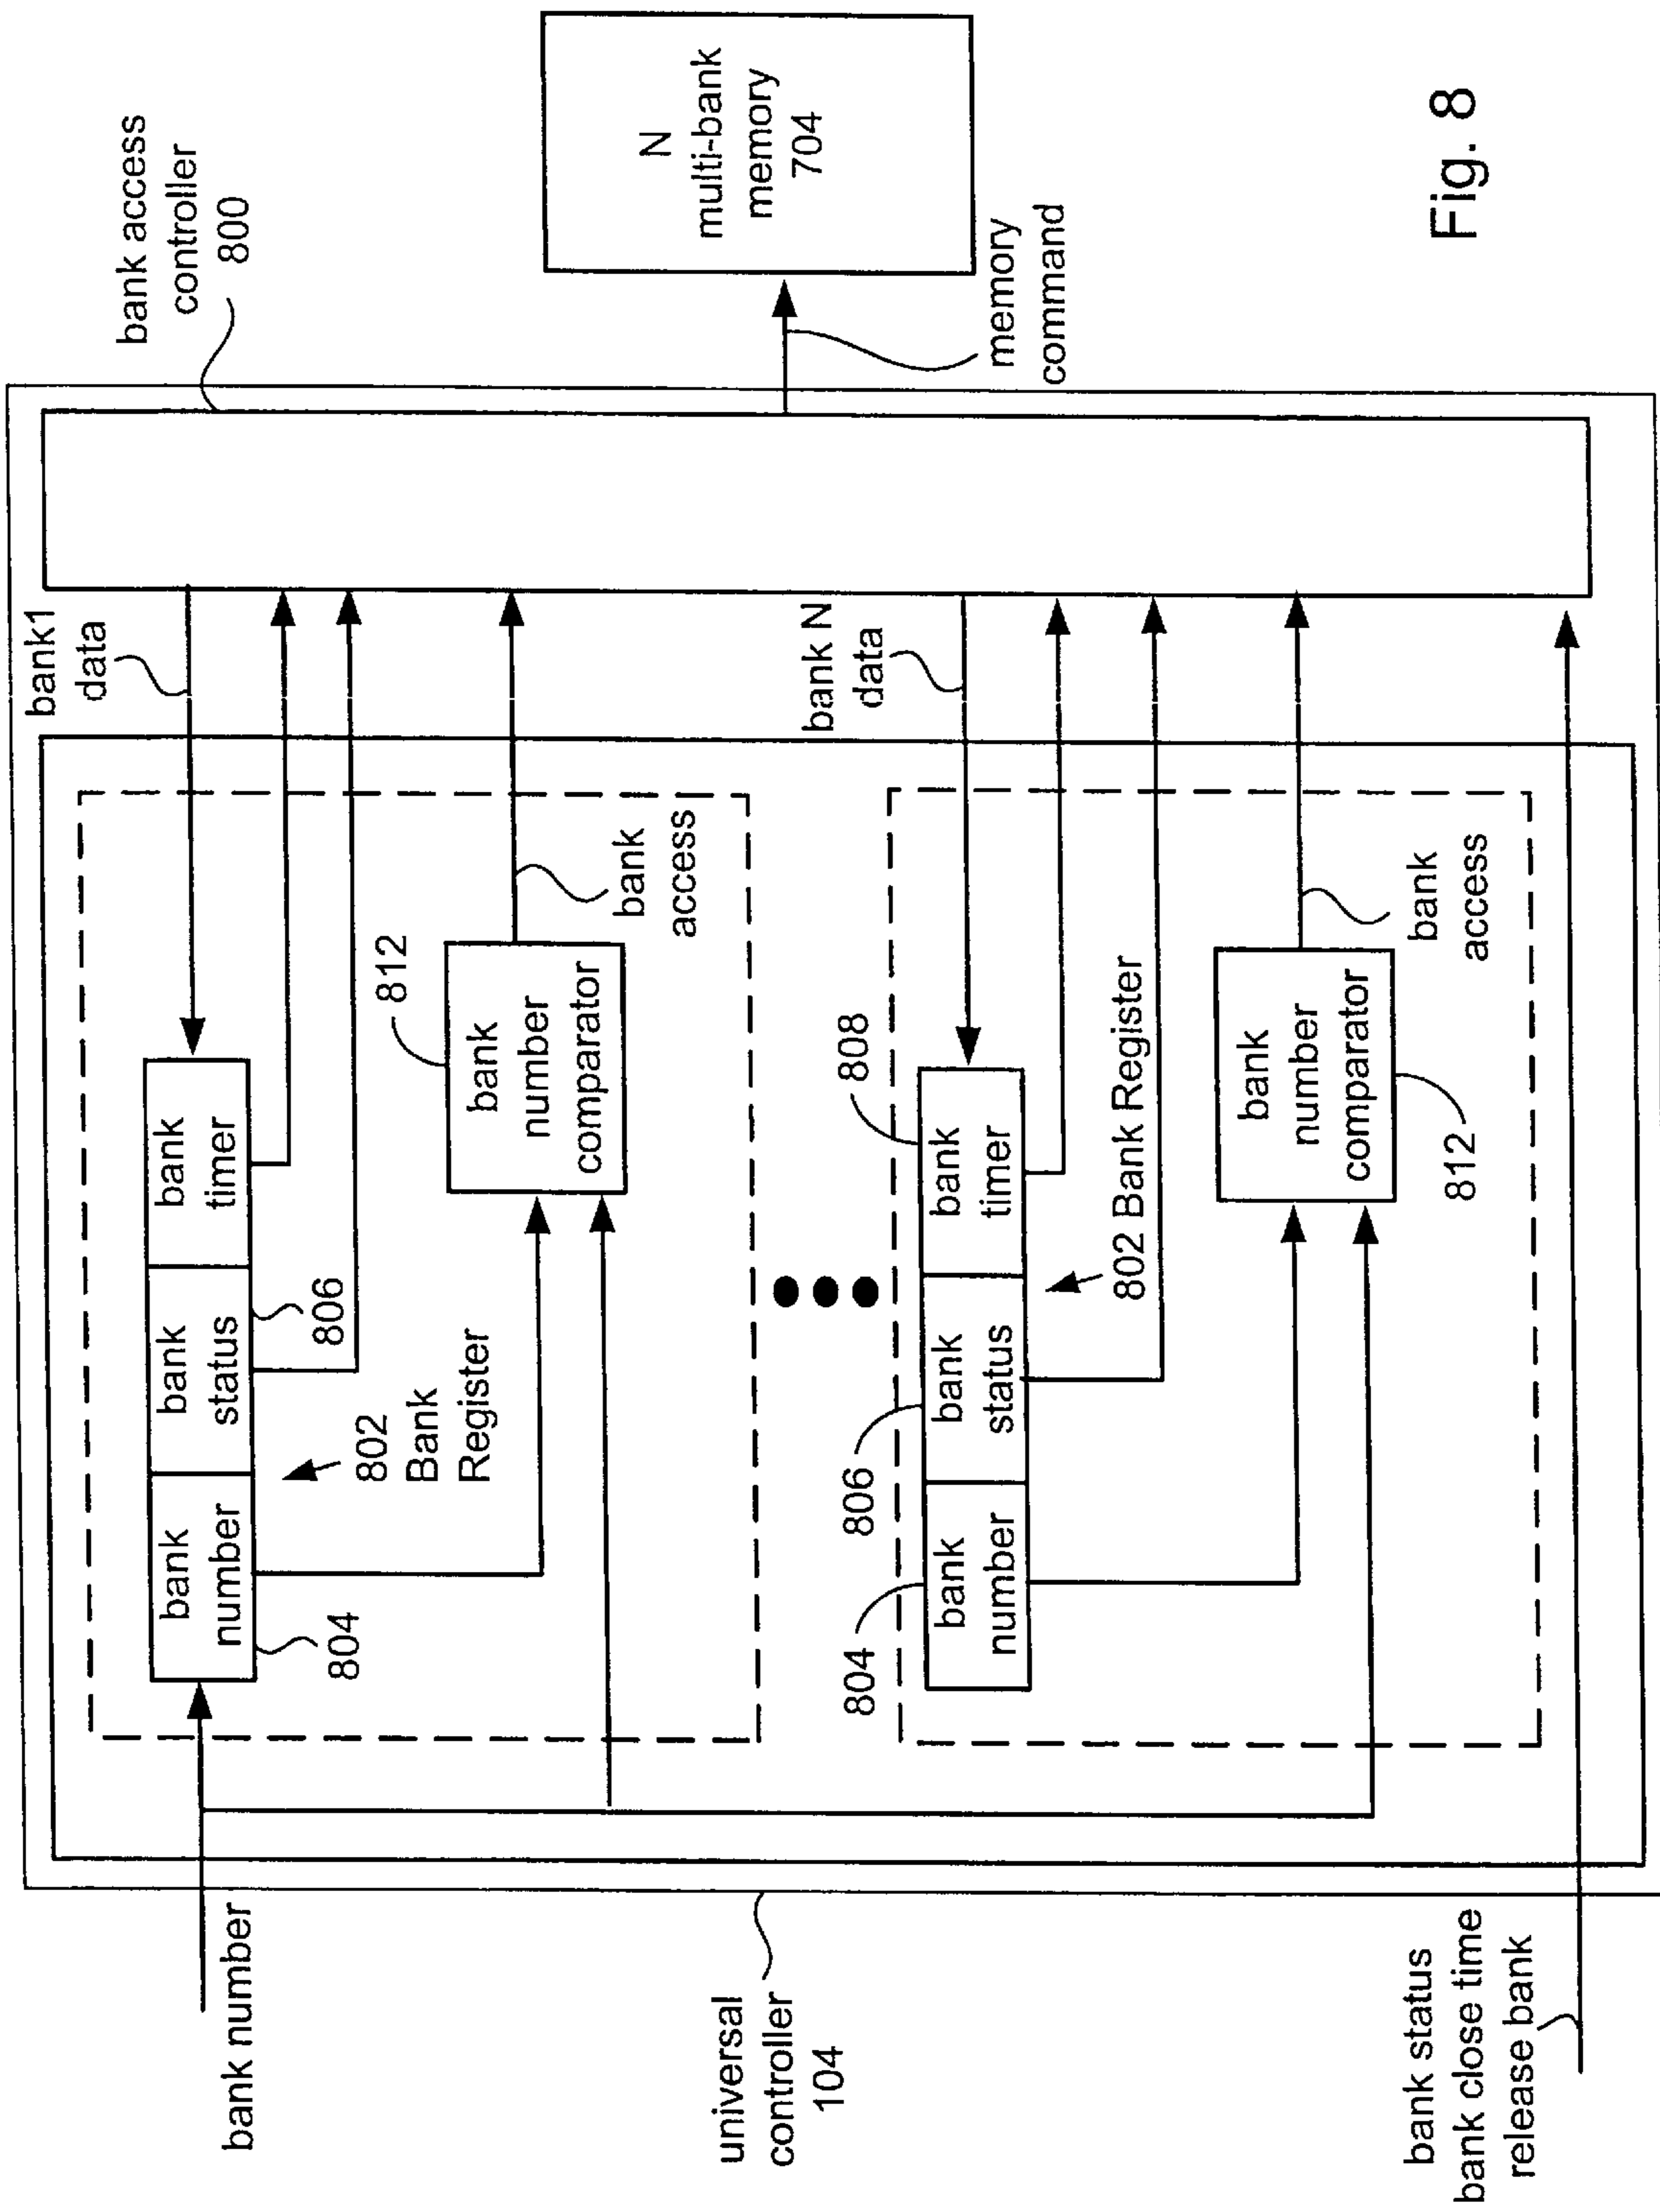 bank access
controller
800
N
multi-bank
memory
704
memory
command
bank1
data
bank N
data
bank
number
bank
status
bank
timer
804
806
802
Bank
Register
812
bank
number
comparator
bank
access
bank
number
bank
status
bank
timer
804
806
808
802 Bank Register
bank
number
comparator
812
bank
access
bank number
universal
controller
104
bank status
bank close time
release bank
Fig. 8